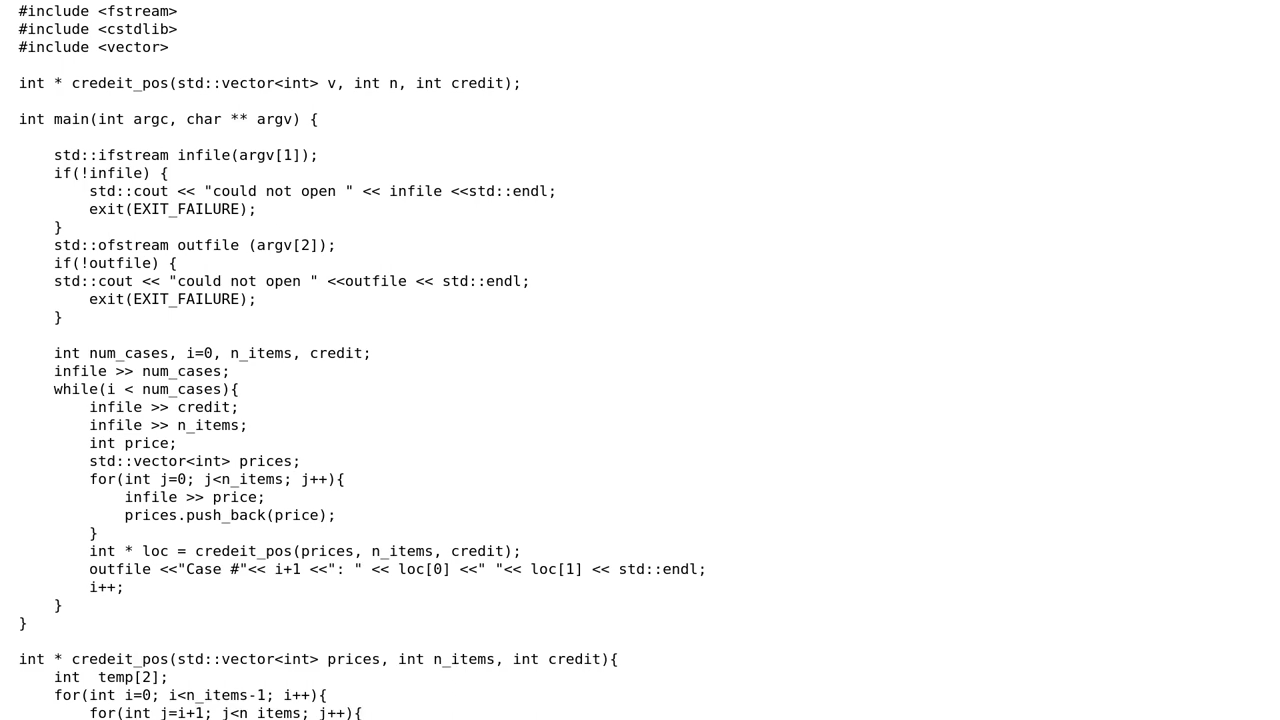 #include <fstream>
#include <cstdlib>
#include <vector>

int * credeit_pos(std::vector<int> v, int n, int credit);

int main(int argc, char ** argv) {

    std::ifstream infile(argv[1]);
    if(!infile) {
        std::cout << "could not open " << infile <<std::endl;
        exit(EXIT_FAILURE);
    }
    std::ofstream outfile (argv[2]);
    if(!outfile) {
    std::cout << "could not open " <<outfile << std::endl;
        exit(EXIT_FAILURE);
    }

    int num_cases, i=0, n_items, credit;
    infile >> num_cases;
    while(i < num_cases){
        infile >> credit;
        infile >> n_items;
        int price;
        std::vector<int> prices;
        for(int j=0; j<n_items; j++){
            infile >> price;
            prices.push_back(price);
        }
        int * loc = credeit_pos(prices, n_items, credit);
        outfile <<"Case #"<< i+1 <<": " << loc[0] <<" "<< loc[1] << std::endl;
        i++;
    }
}

int * credeit_pos(std::vector<int> prices, int n_items, int credit){
    int  temp[2];
    for(int i=0; i<n_items-1; i++){
        for(int j=i+1; j<n_items; j++){